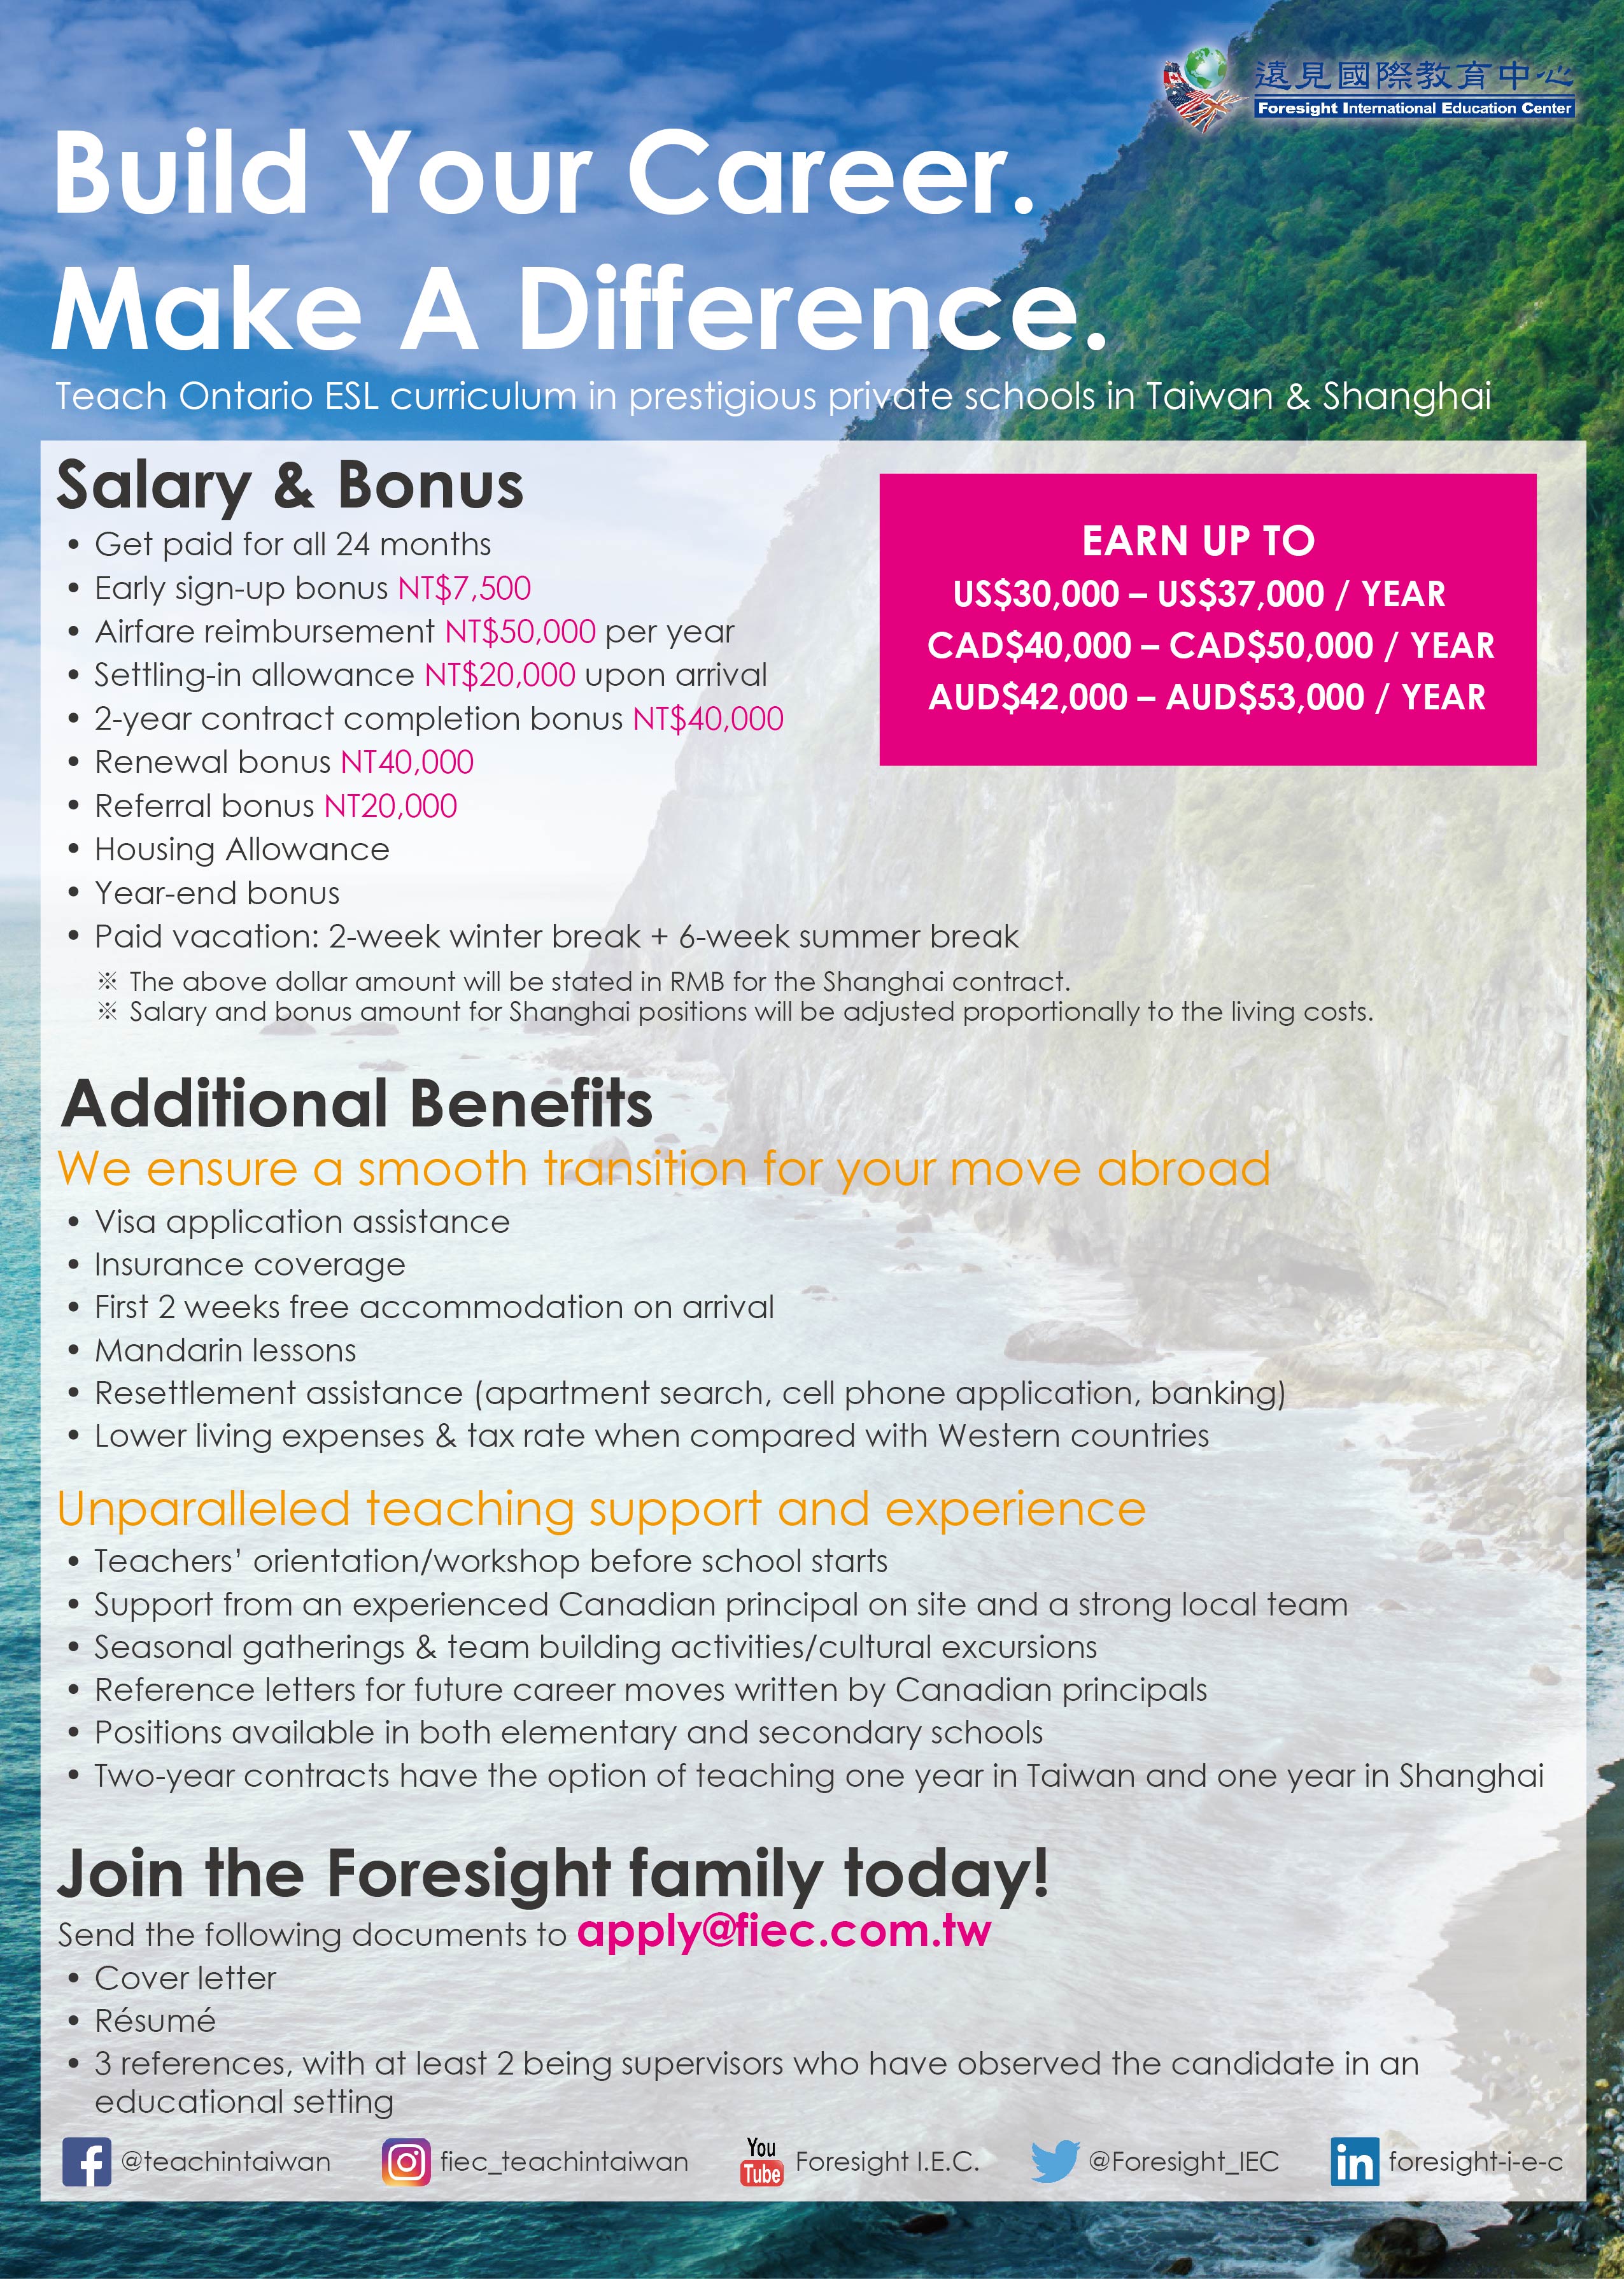 遠見國際教育中心
Foresight International Education Center
Build Your Career.
Make A Difference.
Teach Ontario ESL curriculum in prestigious private schools in Taiwan & Shanghai
Salary & Bonus
• Get paid for all 24 months
• Early sign-up bonus NT$7,500
• Airfare reimbursement NT$50,000 per year
• Settling-in allowance NT$20,000 upon arrival
• 2-year contract completion bonus NT$40,000
• Renewal bonus NT40,000
• Referral bonus NT20,000
• Housing Allowance
• Year-end bonus
• Paid vacation: 2-week winter break + 6-week summer break
※ The above dollar amount will be stated in RMB for the Shanghai contract.
※ Salary and bonus amount for Shanghai positions will be adjusted proportionally to the living costs.
EARN UP TO
US$30,000 – US$37,000 / YEAR
CAD$40,000 – CAD$50,000 / YEAR
AUD$42,000 – AUD$53,000 / YEAR
Additional Benefits
We ensure a smooth transition for your move abroad
• Visa application assistance
• Insurance coverage
• First 2 weeks free accommodation on arrival
• Mandarin lessons
• Resettlement assistance (apartment search, cell phone application, banking)
• Lower living expenses & tax rate when compared with Western countries
Unparalleled teaching support and experience
• Teachers’ orientation/workshop before school starts
• Support from an experienced Canadian principal on site and a strong local team
• Seasonal gatherings & team building activities/cultural excursions
• Reference letters for future career moves written by Canadian principals
• Positions available in both elementary and secondary schools
• Two-year contracts have the option of teaching one year in Taiwan and one year in Shanghai
Join the Foresight family today!
Send the following documents to apply@fiec.com.tw
• Cover letter
• Résumé
• 3 references, with at least 2 being supervisors who have observed the candidate in an
educational setting
f @teachintaiwan
fiec_teachintaiwan
You
Tube Foresight I.E.C.
@Foresight_IEC
in foresight-i-e-c